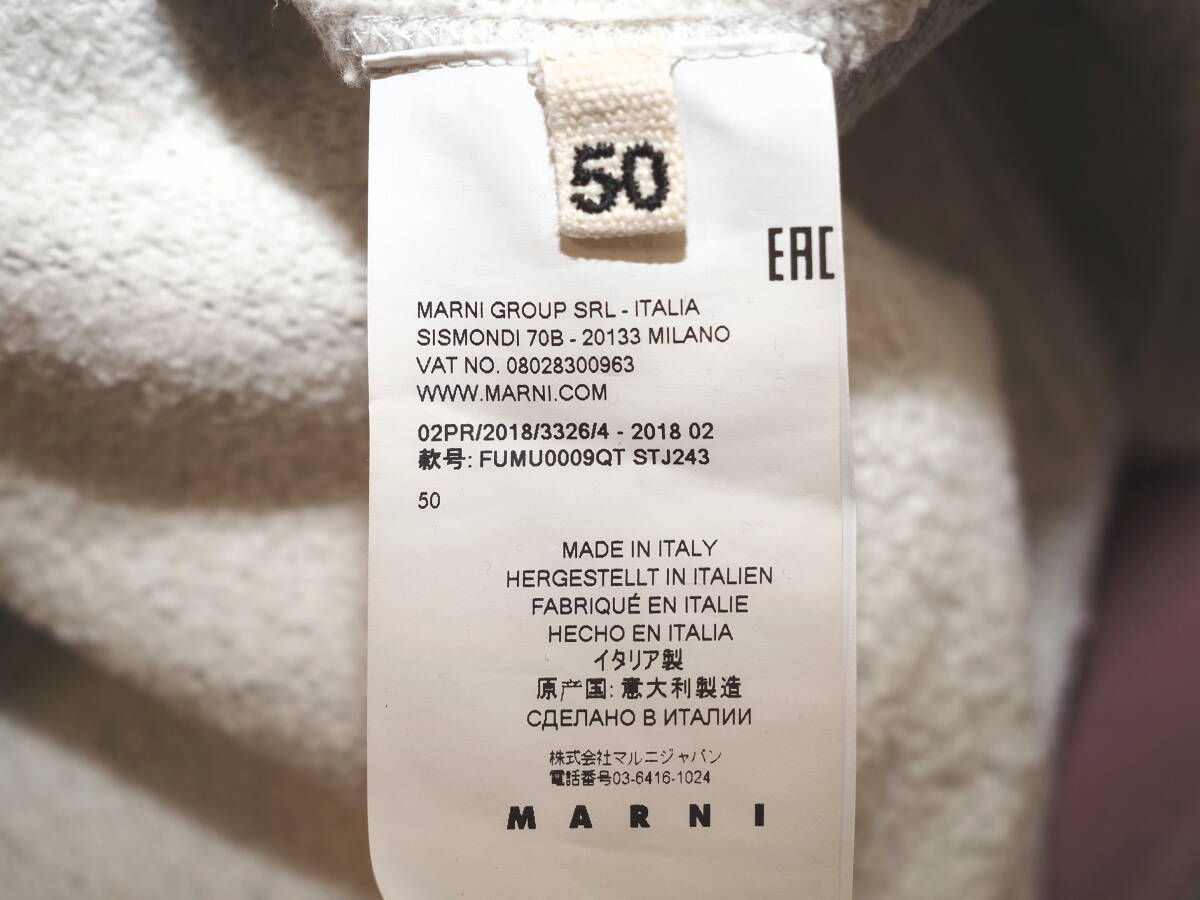 50
EAC
MARNI GROUP SRL - ITALIA
SISMONDI 70B - 20133 MILANO
VAT NO. 08028300963
WWW.MARNI.COM
02PR/2018/3326/4 - 2018 02
款号: FUMU0009QT STJ243
50
MADE IN ITALY
HERGESTELLT IN ITALIEN
FABRIQUÉ EN ITALIE
HECHO EN ITALIA
イタリア製
原产国: 意大利製造
СДЕЛАНО В ИТАЛИИ
株式会社マルニジャパン
電話番号03-6416-1024
MARNI